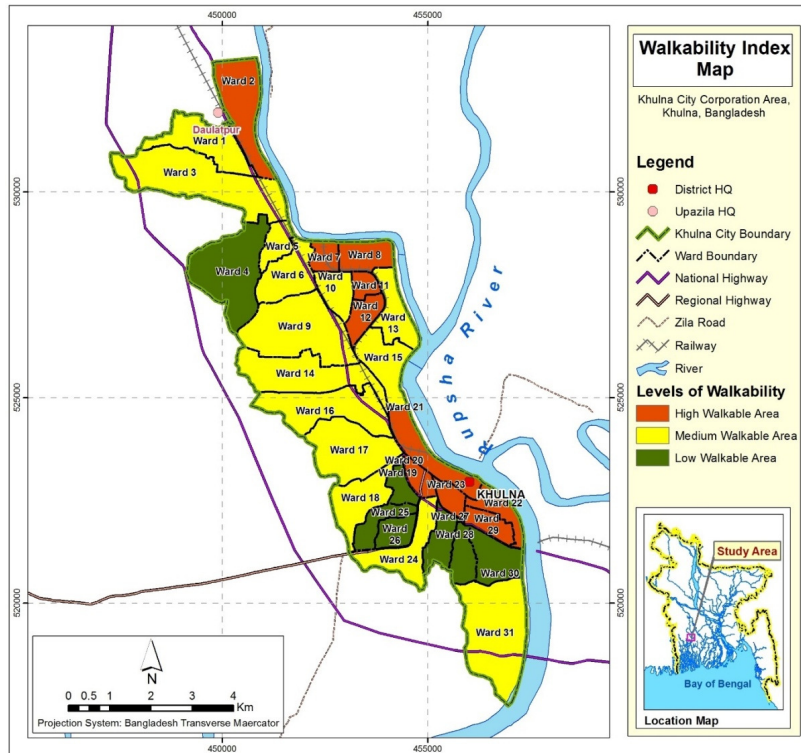 450000
455000
Ward 2
Daulatpur
Ward 1
Ward 3
530000
530000
Ward 4
Ward 5
Ward 6
Ward 7
Ward 8
Ward 10
Ward 11
Ward 12
Ward 13
Ward 9
Ward 15
Ward 14
525000
525000
Ward 16
Ward 21
Rupsha River
Ward 17
Ward 20
Ward 19
Ward 23
KHULNA
Ward 22
Ward 18
Ward 25
Ward 27
Ward 29
Ward 26
Ward 28
Ward 24
Ward 30
520000
520000
Ward 31
N
0 0.5 1 2 3 4
Km
Projection System: Bangladesh Transverse Maercator
450000
455000
Walkability Index
Map
Khulna City Corporation Area,
Khulna, Bangladesh
Legend
District HQ
Upazila HQ
Khulna City Boundary
Ward Boundary
National Highway
Regional Highway
Zila Road
Railway
River
Levels of Walkability
High Walkable Area
Medium Walkable Area
Low Walkable Area
Study Area
Bay of Bengal
Location Map